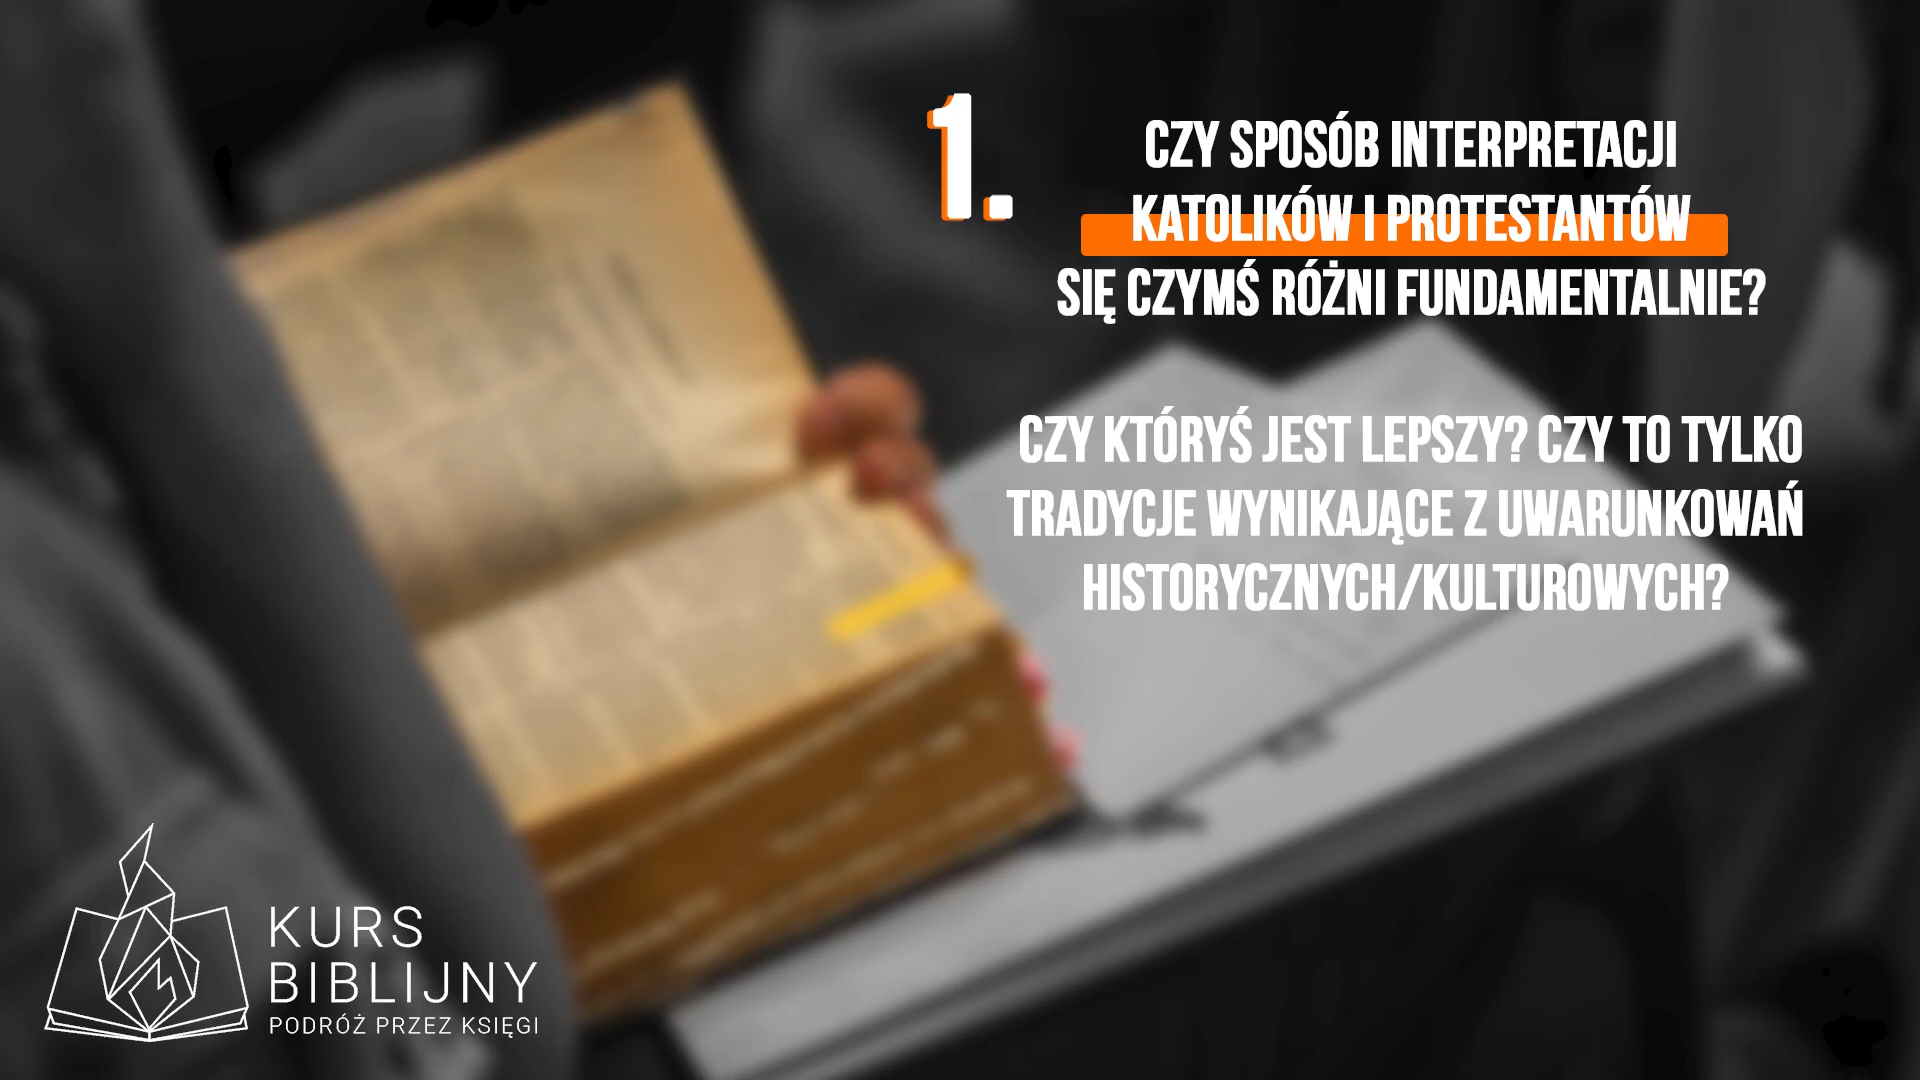 1.
CZY SPOSÓB INTERPRETACJI
KATOLIKÓW I PROTESTANTÓW
SIĘ CZYMŚ RÓŻNI FUNDAMENTALNIE?
CZY KTÓRYŚ JEST LEPSZY? CZY TO TYLKO
TRADYCJE WYNIKAJĄCE Z UWARUNKOWAŃ
HISTORYCZNYCH/KULTUROWYCH?
KURS
BIBLIJNY
PODRÓŻ PRZEZ KSIĘGI